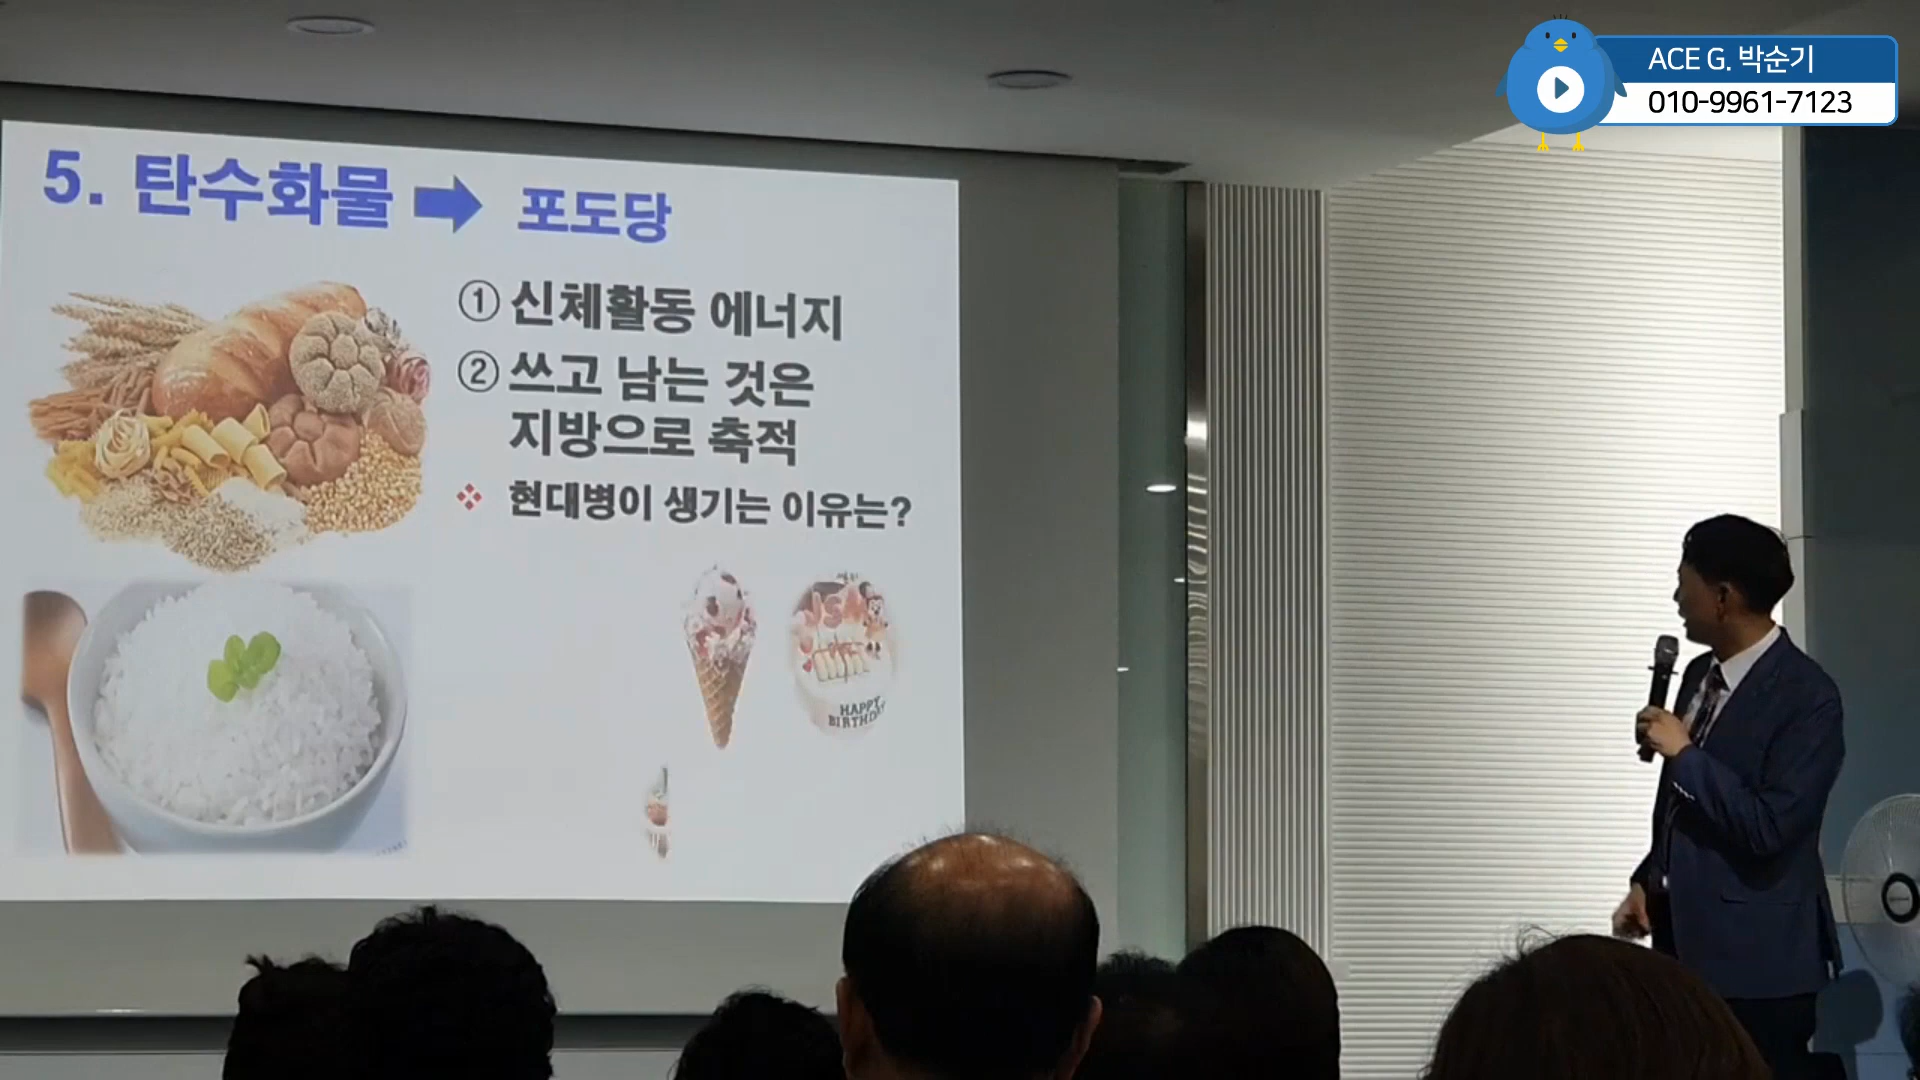 ACE G. 박순기
010-9961-7123
5. 탄수화물 ➡ 포도당
① 신체활동 에너지
② 쓰고 남는 것은
지방으로 축적
❖ 현대병이 생기는 이유는?
HAPPY
BIRTHDAY